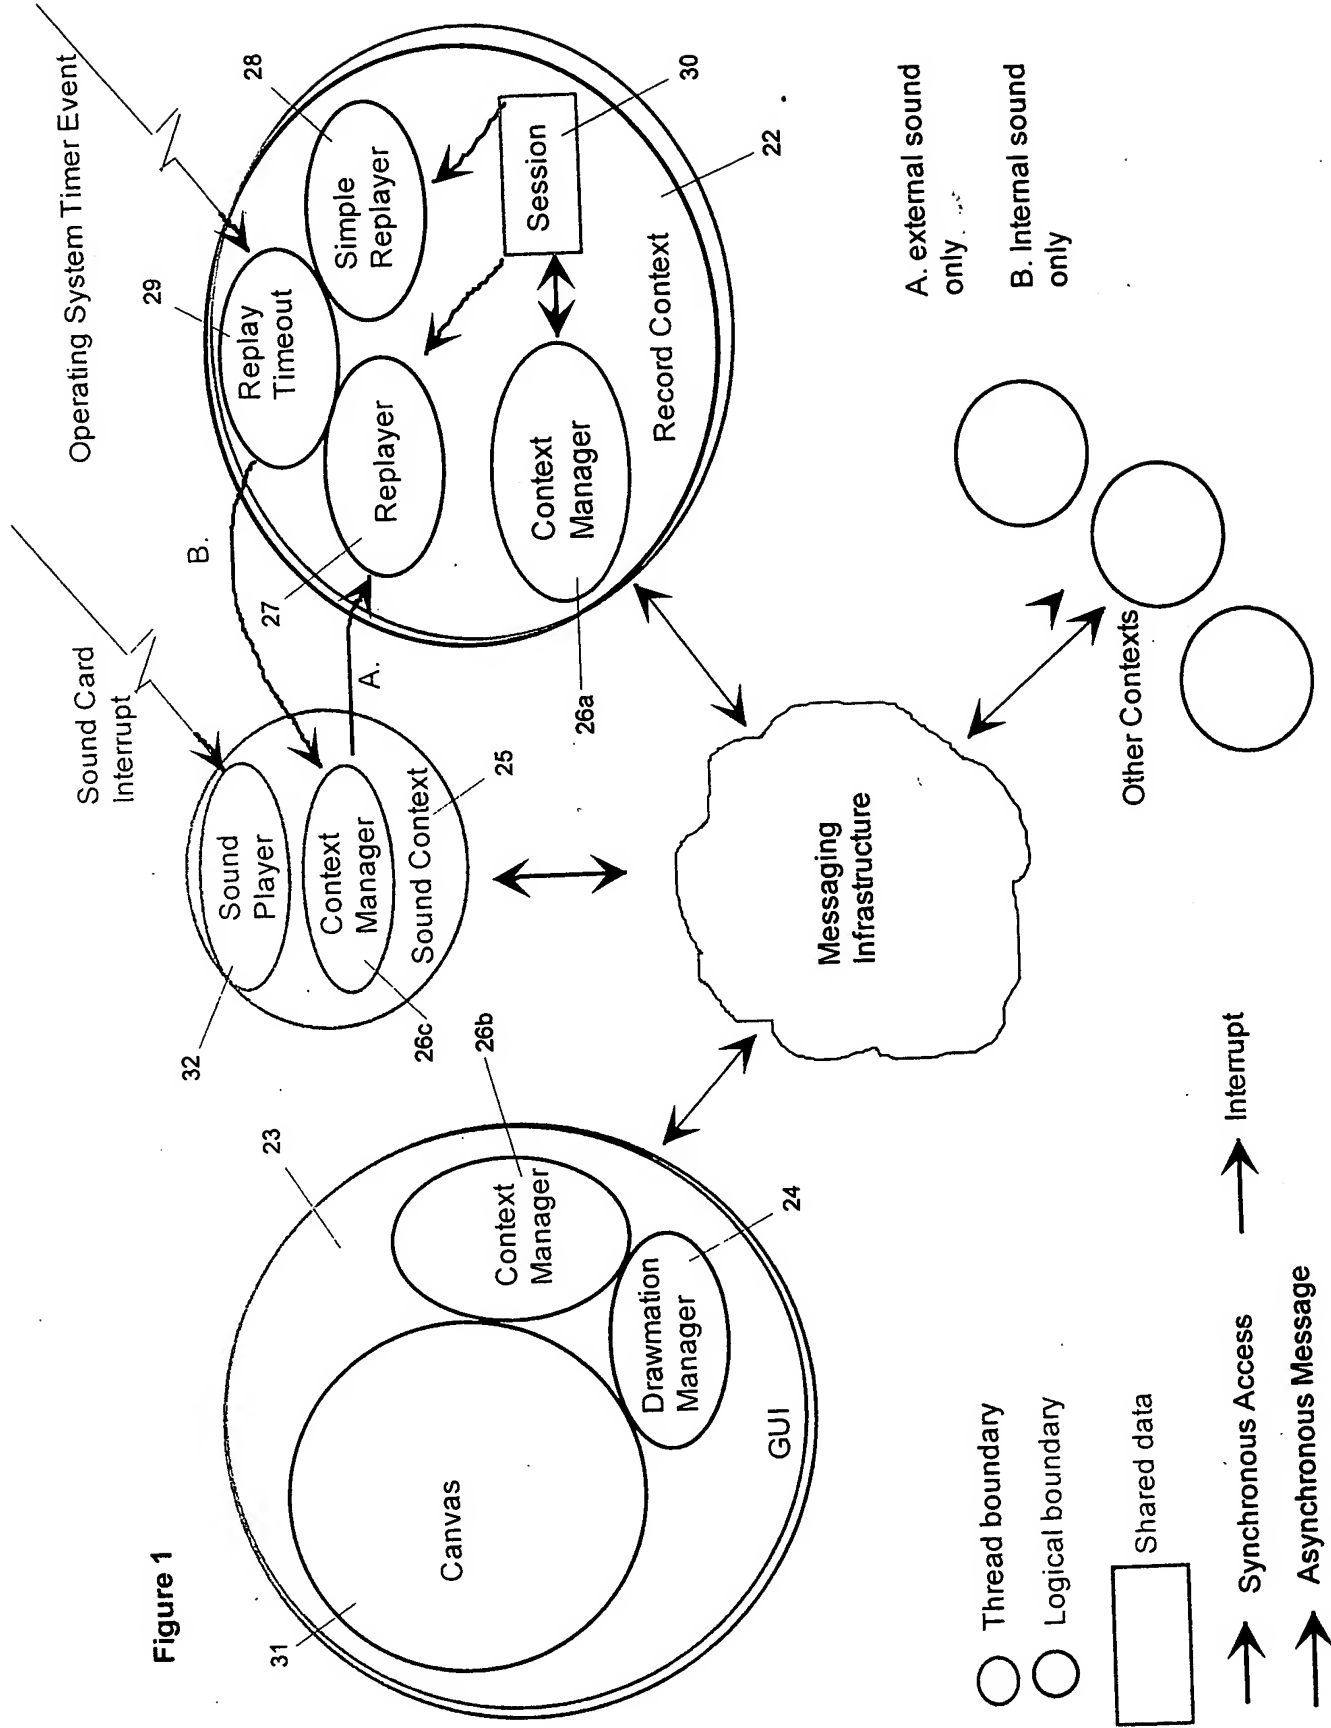 Figure 1
31
Canvas
23
Context
Manager
26b
Drawmation
Manager
24
GUI
32
Sound
Player
Context
Manager
26c
Sound Context
25
Sound Card
Interrupt
B.
A.
Operating System Timer Event
29
Replay
Timeout
28
Simple
Replayer
27
Replayer
Session
30
Context
Manager
26a
Record Context
22
Messaging
Infrastructure
Other Contexts
A. external sound
only
B. Internal sound
only
Thread boundary
Logical boundary
Shared data
Synchronous Access
Interrupt
Asynchronous Message